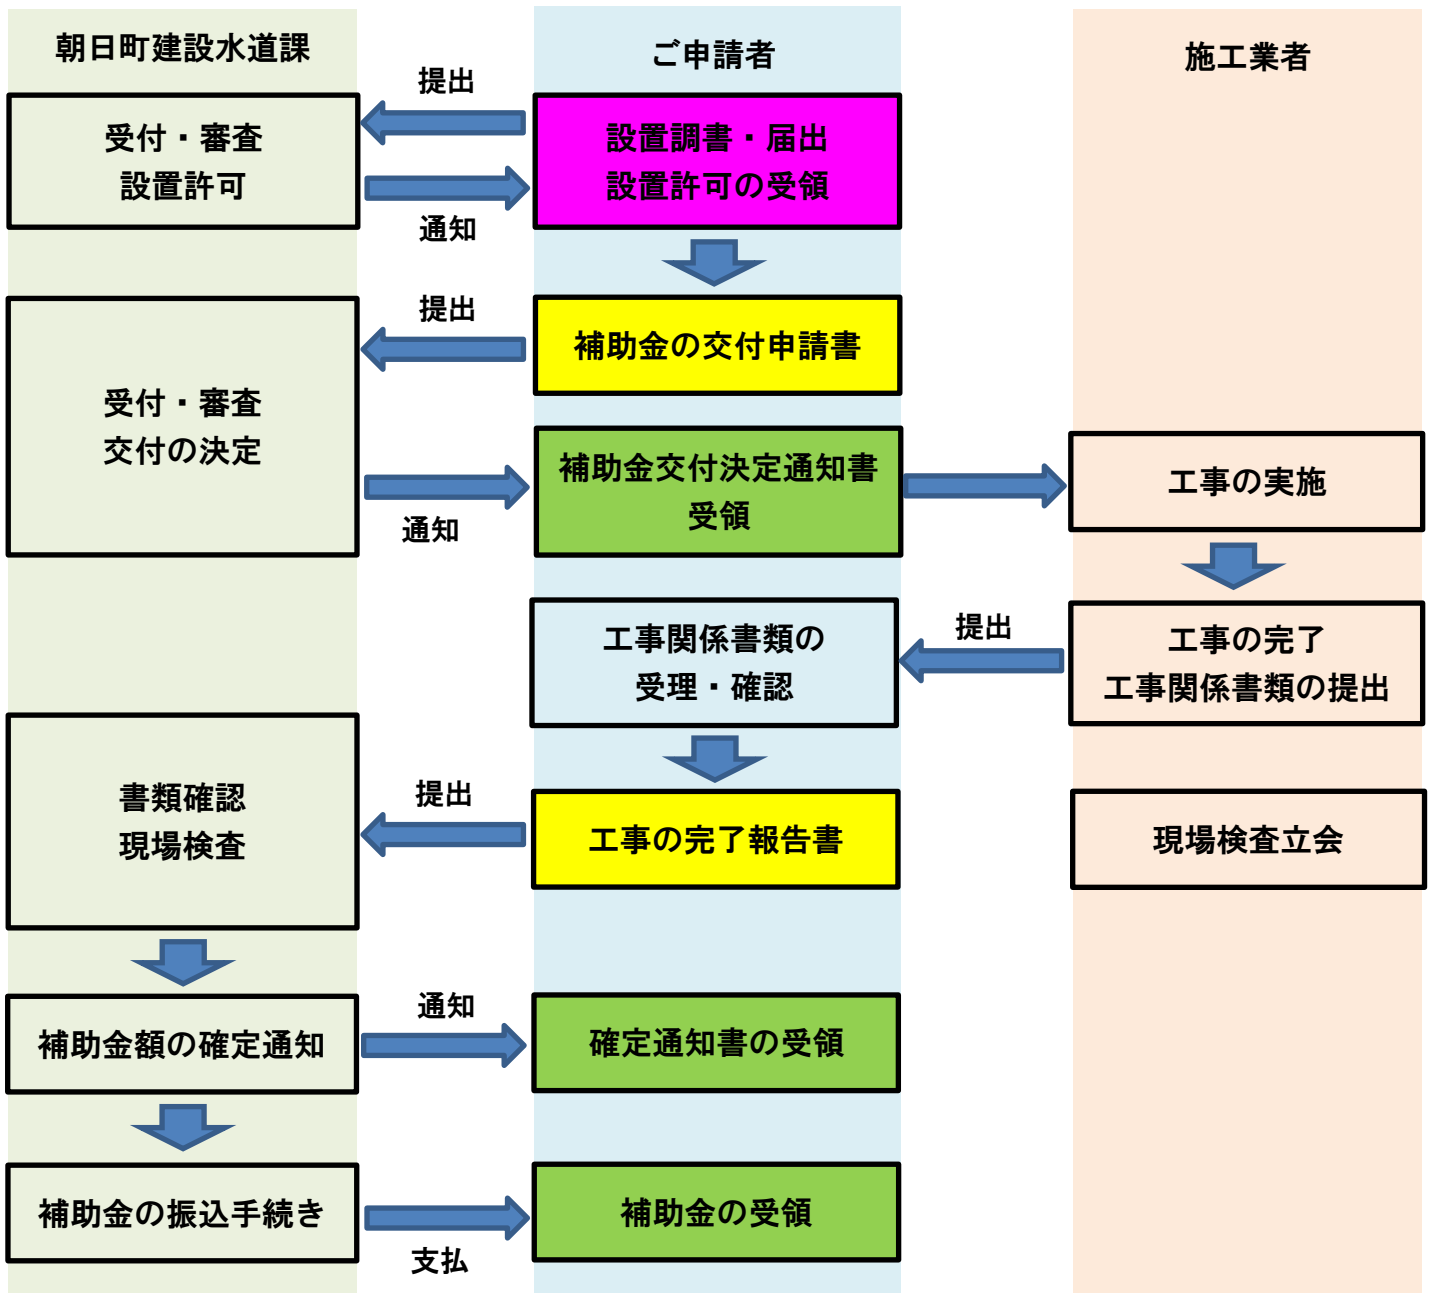 朝日町建設水道課
ご申請者
施工業者
提出
受付・審査
設置許可
設置調書・届出
設置許可の受領
通知
提出
補助金の交付申請書
受付・審査
交付の決定
補助金交付決定通知書
受領
工事の実施
通知
工事関係書類の
受理・確認
提出
工事の完了
工事関係書類の提出
書類確認
現場検査
提出
工事の完了報告書
現場検査立会
補助金額の確定通知
通知
確定通知書の受領
補助金の振込手続き
補助金の受領
支払